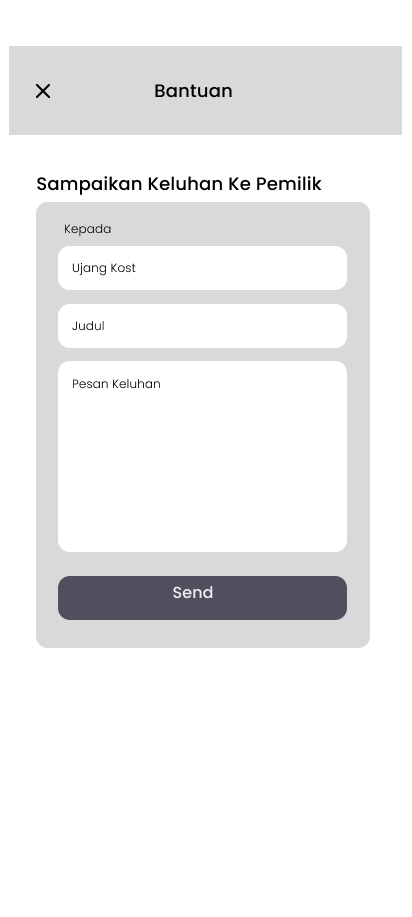 Bantuan
Sampaikan Keluhan Ke Pemilik
Kepada
Ujang Kost
Judul
Pesan Keluhan
Send